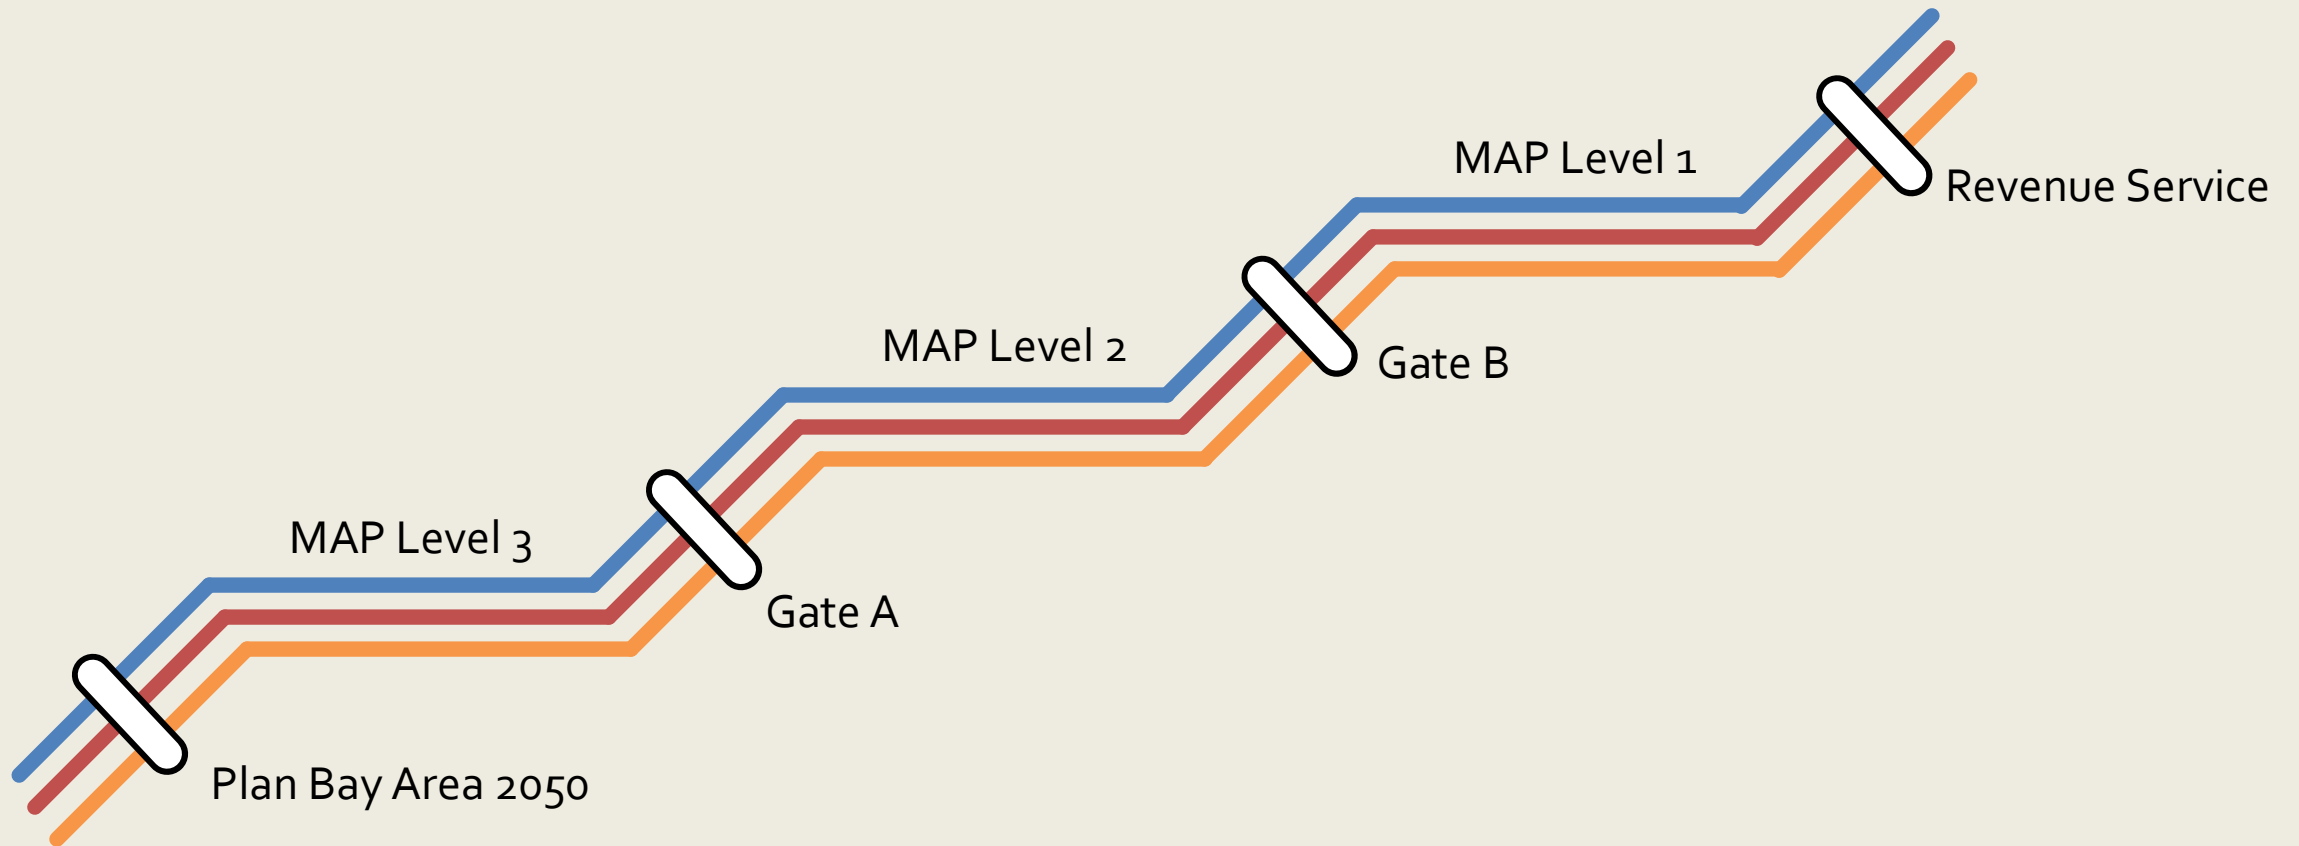 MAP Level 1
Revenue Service
MAP Level 2
Gate B
MAP Level 3
Gate A
Plan Bay Area 2050